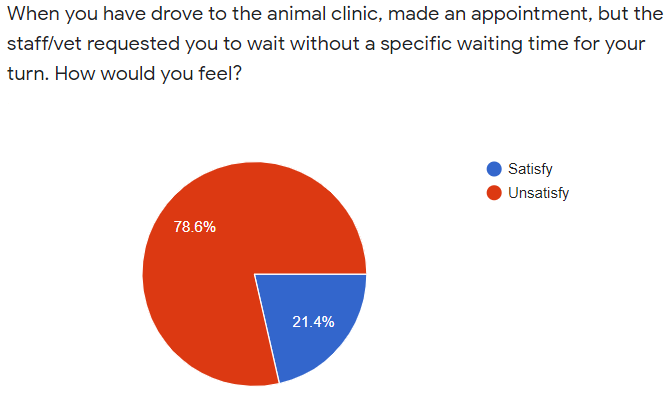 When you have drove to the animal clinic, made an appointment, but the
staff/vet requested you to wait without a specific waiting time for your
turn. How would you feel?
Satisfy
Unsatisfy
78.6%
21.4%